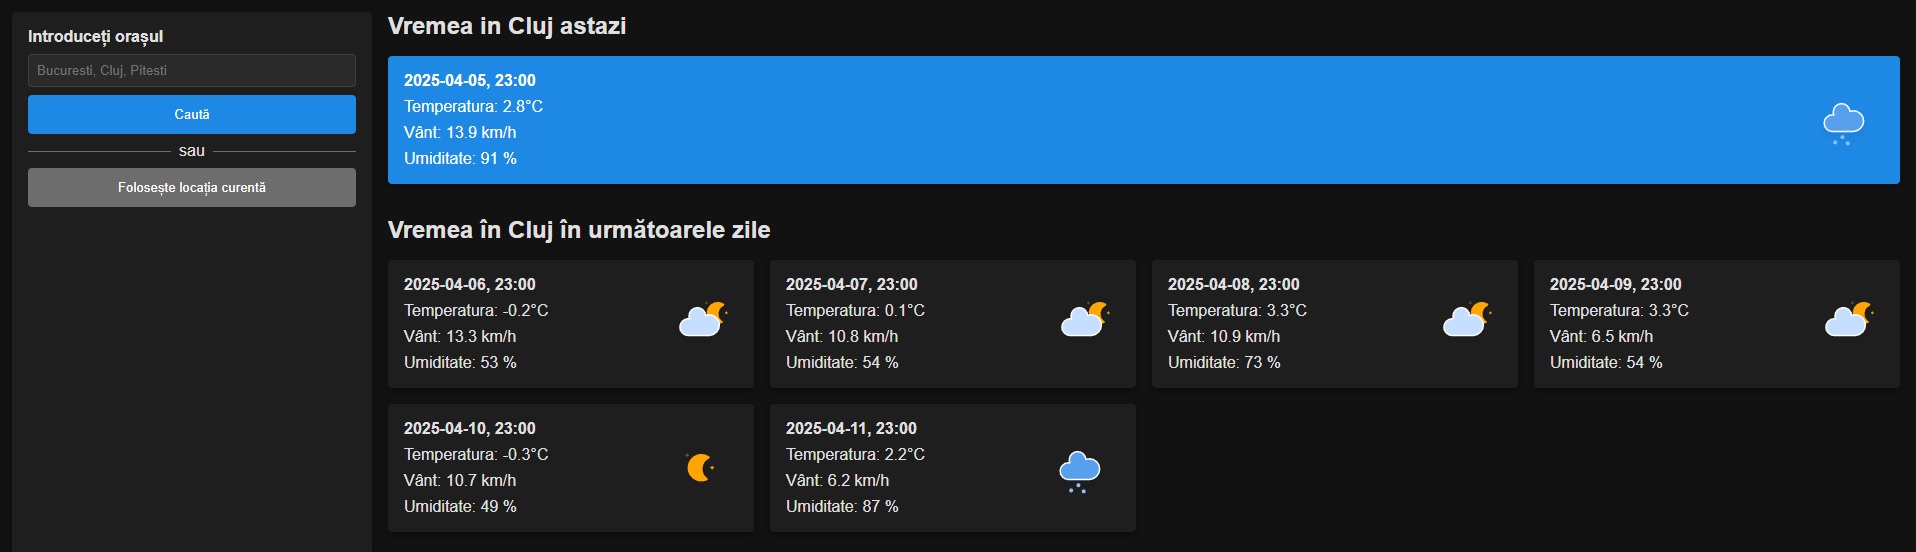 Introduceți orașul
Bucuresti, Cluj, Pitesti
Caută
sau
Folosește locația curentă
Vremea in Cluj astazi
2025-04-05, 23:00
Temperatura: 2.8°C
Vânt: 13.9 km/h
Umiditate: 91 %
Vremea în Cluj în următoarele zile
2025-04-06, 23:00
Temperatura: -0.2°C
Vânt: 13.3 km/h
Umiditate: 53 %
2025-04-07, 23:00
Temperatura: 0.1°C
Vânt: 10.8 km/h
Umiditate: 54 %
2025-04-08, 23:00
Temperatura: 3.3°C
Vânt: 10.9 km/h
Umiditate: 73 %
2025-04-09, 23:00
Temperatura: 3.3°C
Vânt: 6.5 km/h
Umiditate: 54 %
2025-04-10, 23:00
Temperatura: -0.3°C
Vânt: 10.7 km/h
Umiditate: 49 %
2025-04-11, 23:00
Temperatura: 2.2°C
Vânt: 6.2 km/h
Umiditate: 87 %